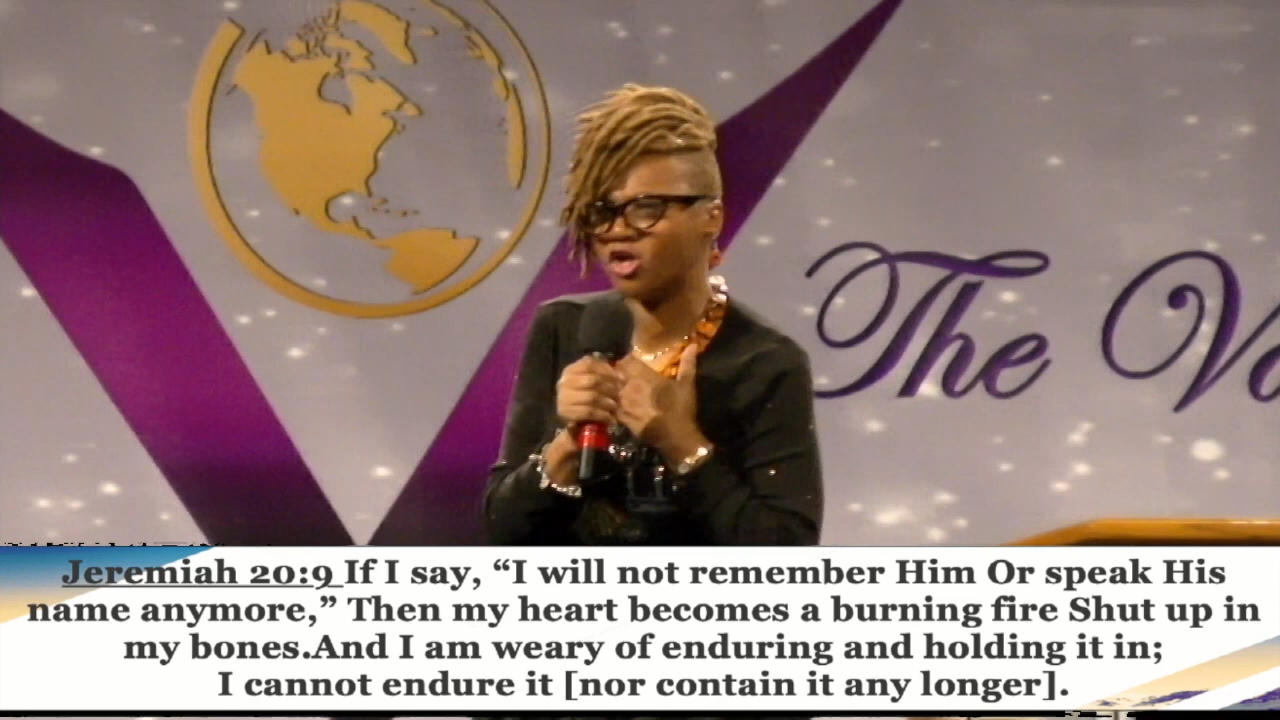 The
Jeremiah 20:9 If I say, “I will not remember Him Or speak His
name anymore,” Then my heart becomes a burning fire Shut up in
my bones.And I am weary of enduring and holding it in;
I cannot endure it [nor contain it any longer].